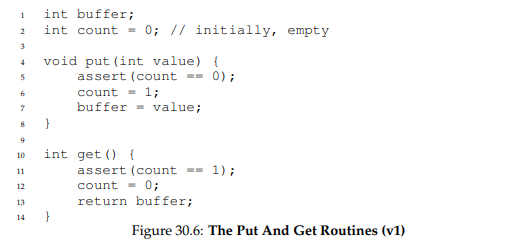 1 int buffer;
2 int count = 0; // initially, empty
3
4 void put(int value) {
5     assert(count == 0);
6     count = 1;
7     buffer = value;
8 }
9
10 int get() {
11     assert(count == 1);
12     count = 0;
13     return buffer;
14 }
Figure 30.6: The Put And Get Routines (v1)